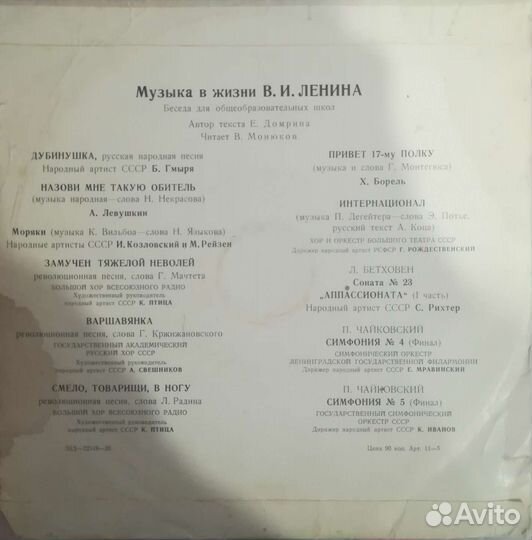 Музыка в жизни В. И. ЛЕНИНА
Беседа для общеобразовательных школ
Автор текста Е. Домрина
Читает В. Монюков
ДУБИНУШКА, русская народная песня
Народный артист СССР Б. Гмыря
НАЗОВИ МНЕ ТАКУЮ ОБИТЕЛЬ
(музыка народная—слова Н. Некрасова)
А. Левушкин
Моряки (музыка К. Вильбоа—слова Н. Языкова)
Народные артисты СССР И. Козловский и М. Рейзен
ЗАМУЧЕН ТЯЖЕЛОЙ НЕВОЛЕЙ
революционная песня, слова Г. Мачтета
БОЛЬШОЙ ХОР ВСЕСОЮЗНОГО РАДИО
Художественный руководитель
народный артист СССР К. ПТИЦА
ВАРШАВЯНКА
революционная песня, слова Г. Кржижановского
ГОСУДАРСТВЕННЫЙ АКАДЕМИЧЕСКИЙ
РУССКИЙ ХОР СССР
Художественный руководитель
народный артист СССР А. СВЕШНИКОВ
СМЕЛО, ТОВАРИЩИ, В НОГУ
революционная песня, слова Л. Радина
БОЛЬШОЙ ХОР ВСЕСОЮЗНОГО РАДИО
Художественный руководитель
народный артист СССР К. ПТИЦА
ПРИВЕТ 17-му ПОЛКУ
(музыка и слова Г. Монтегюса)
Х. Борель
ИНТЕРНАЦИОНАЛ
(музыка П. Дегейтера—слова Э. Потье,
русский текст А. Коца)
ХОР И ОРКЕСТР БОЛЬШОГО ТЕАТРА СССР
Дирижер народный артист РСФСР Г. РОЖДЕСТВЕНСКИЙ
Л. БЕТХОВЕН
Соната № 23
„АППАССИОНАТА" (I часть)
Народный артист СССР С. Рихтер
П. ЧАЙКОВСКИЙ
СИМФОНИЯ № 4 (Финал)
СИМФОНИЧЕСКИЙ ОРКЕСТР
ЛЕНИНГРАДСКОЙ ГОСУДАРСТВЕННОЙ ФИЛАРМОНИИ
Дирижер народный артист СССР Е. МРАВИНСКИЙ
П. ЧАЙКОВСКИЙ
СИМФОНИЯ № 5 (Финал)
ГОСУДАРСТВЕННЫЙ СИМФОНИЧЕСКИЙ
ОРКЕСТР СССР
Дирижер народный артист СССР К. ИВАНОВ
Цена 90 коп. Арт. 11—5
Avito